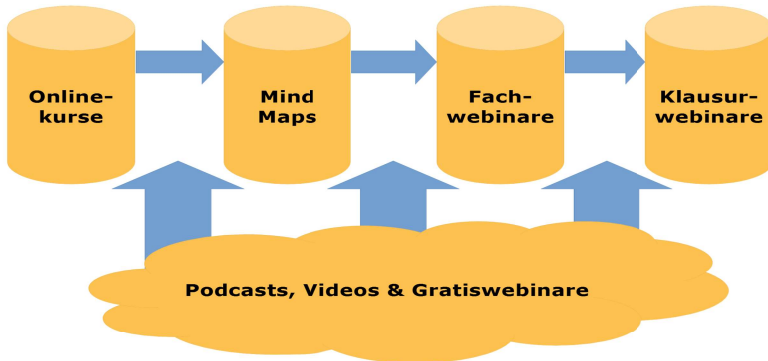 Online-
kurse
Mind
Maps
Fach-
webinare
Klausur-
webinare
Podcasts, Videos & Gratiswebinare